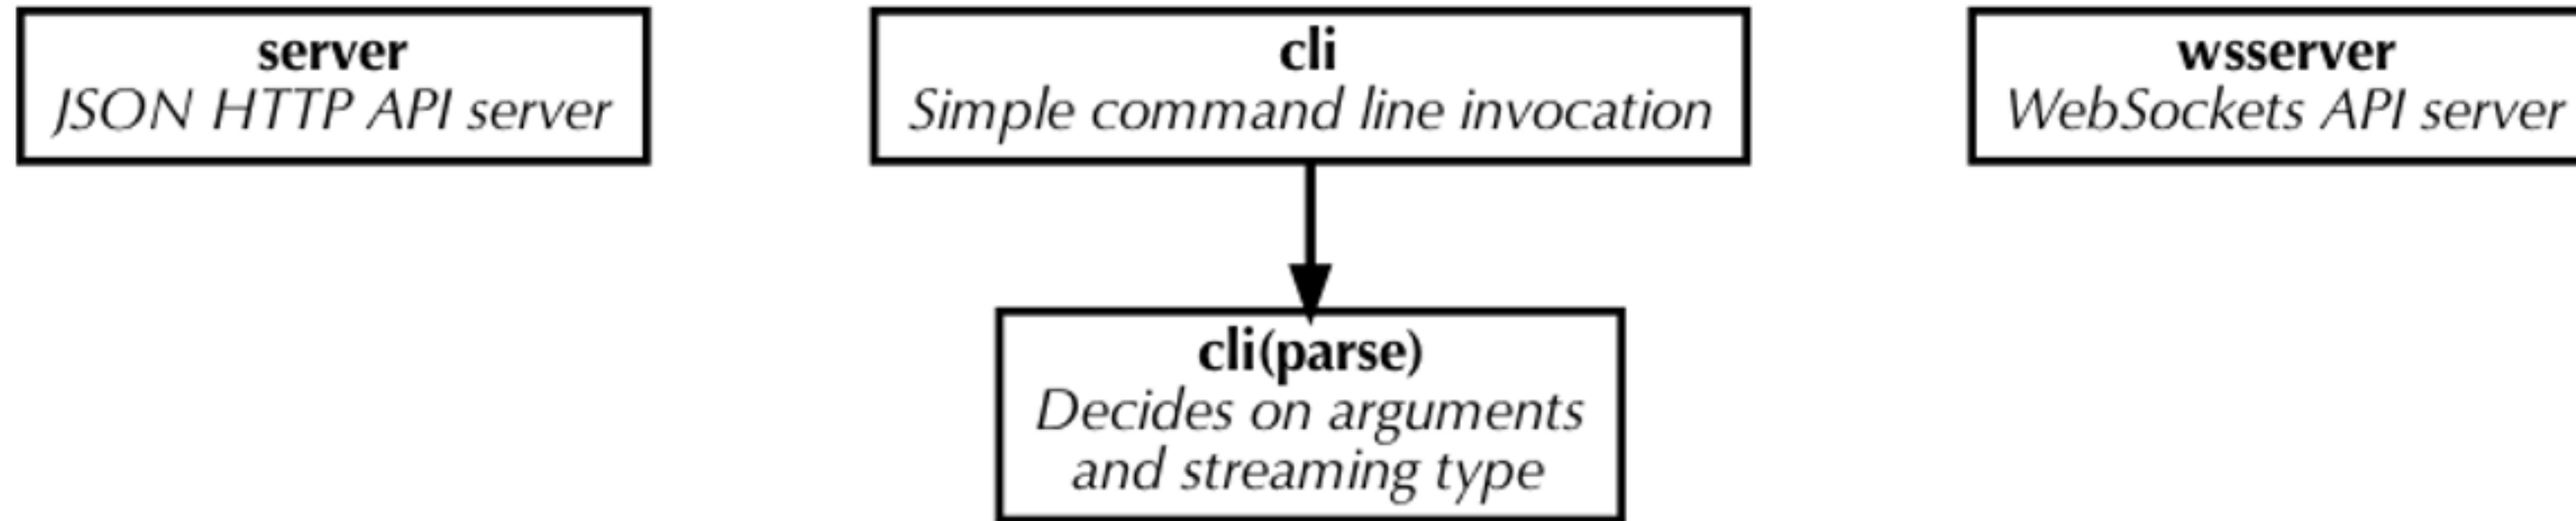 server
JSON HTTP API server
cli
Simple command line invocation
wsserver
WebSockets API server
cli(parse)
Decides on arguments
and streaming type